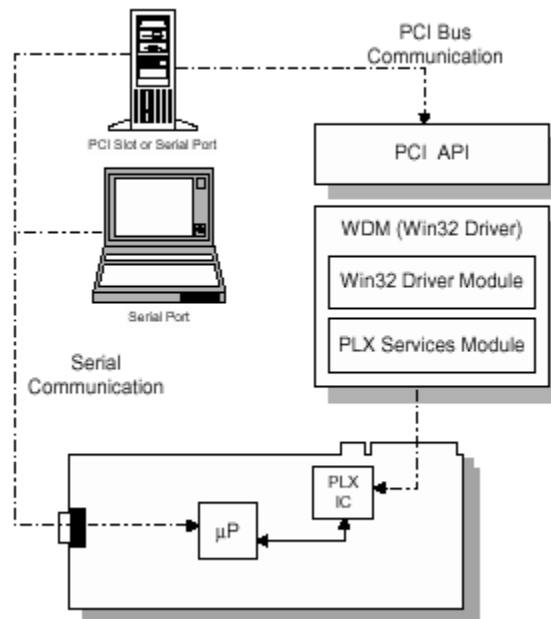 PCI Bus
Communication
PCI Slot or Serial Port
PCI API
WDM (Win32 Driver)
Win32 Driver Module
PLX Services Module
Serial Port
Serial
Communication
PLX
IC
μP